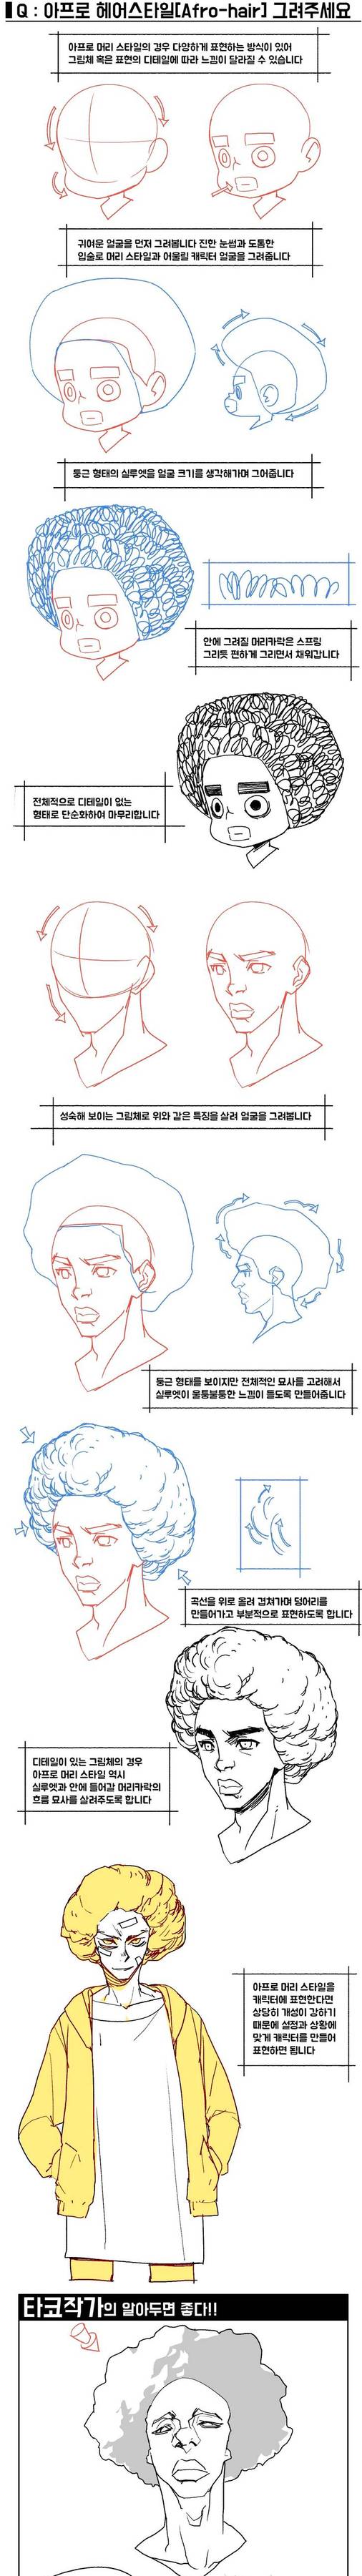 Q : 아프로 헤어스타일[Afro-hair] 그려주세요
아프로 머리 스타일의 경우 다양하게 표현하는 방식이 있어
그림체 혹은 표현의 디테일에 따라 느낌이 달라질 수 있습니다
귀여운 얼굴을 먼저 그려봅니다 진한 눈썹과 도톰한
입술로 머리 스타일과 어울릴 캐릭터 얼굴을 그려줍니다
둥근 형태의 실루엣을 얼굴 크기를 생각해가며 그어줍니다
안에 그려질 머리카락은 스프링
그리듯 편하게 그리면서 채워갑니다
전체적으로 디테일이 없는
형태로 단순화하여 마무리합니다
성숙해 보이는 그림체로 위와 같은 특징을 살려 얼굴을 그려봅니다
둥근 형태를 보이지만 전체적인 묘사를 고려해서
실루엣이 울퉁불퉁한 느낌이 들도록 만들어줍니다
곡선을 위로 올려 겹쳐가며 덩어리를
만들어가고 부분적으로 표현하도록 합니다
디테일이 있는 그림체의 경우
아프로 머리 스타일 역시
실루엣과 안에 들어갈 머리카락의
흐름 묘사를 살려주도록 합니다
아프로 머리 스타일을
캐릭터에 표현한다면
상당히 개성이 강하기
때문에 설정과 상황에
맞게 캐릭터를 만들어
표현하면 됩니다
타코작가의 알아두면 좋다!!